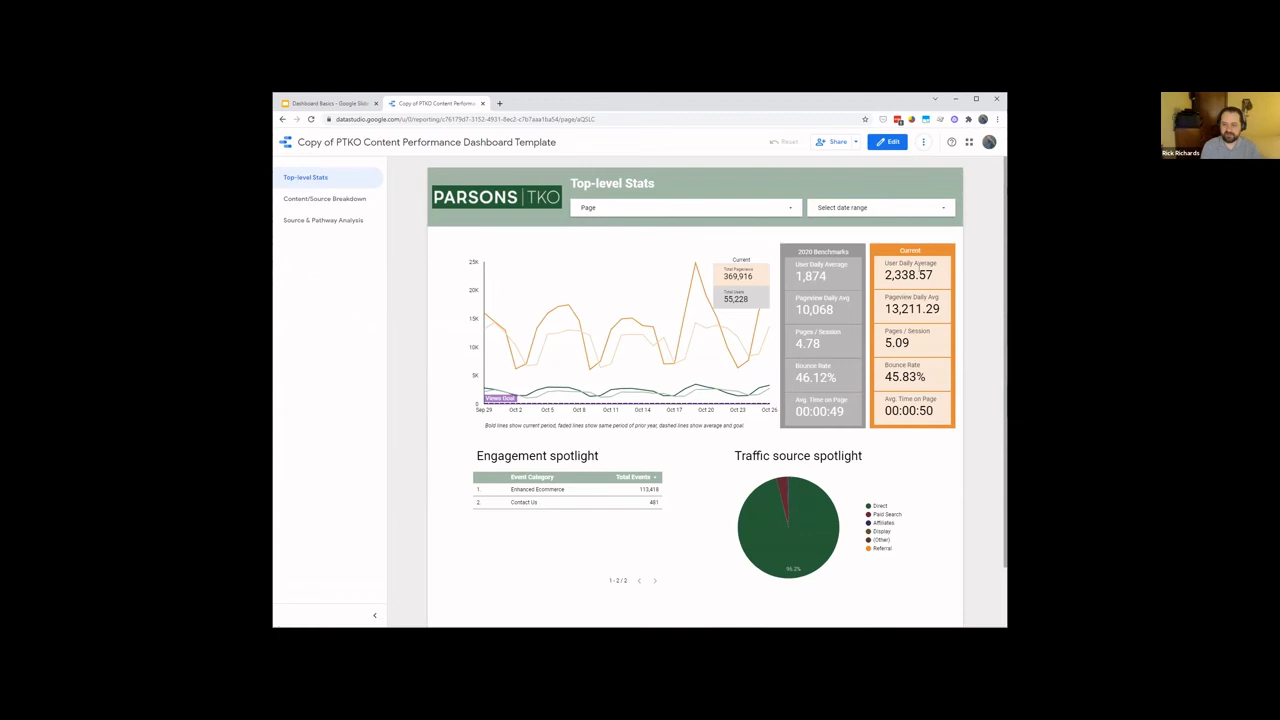 Dashboard Basics - Google Slide
Copy of PTKO Content Performa
datastudio.google.com/u/0/reporting/c76179d7-3152-4931-8ec2-c7b7aaa1ba54/page/aQSLC
Copy of PTKO Content Performance Dashboard Template
Reset
Share
Edit
Top-level Stats
Content/Source Breakdown
Source & Pathway Analysis
PARSONS | TKO
Top-level Stats
Page
Select date range
Current
Total Pageviews
369,916
Total Users
55,228
25K
20K
15K
10K
5K
0
Views Goal
Sep 29
Oct 2
Oct 5
Oct 8
Oct 11
Oct 14
Oct 17
Oct 20
Oct 23
Oct 26
Bold lines show current period, faded lines show same period of prior year, dashed lines show average and goal.
2020 Benchmarks
User Daily Average
1,874
Pageview Daily Avg
10,068
Pages / Session
4.78
Bounce Rate
46.12%
Avg. Time on Page
00:00:49
Current
User Daily Average
2,338.57
Pageview Daily Avg
13,211.29
Pages / Session
5.09
Bounce Rate
45.83%
Avg. Time on Page
00:00:50
Engagement spotlight
Event Category Total Events
1. Enhanced Ecommerce 113,418
2. Contact Us 481
1 - 2 / 2
Traffic source spotlight
96.2%
Direct
Paid Search
Affiliates
Display
(Other)
Referral
Rick Richards